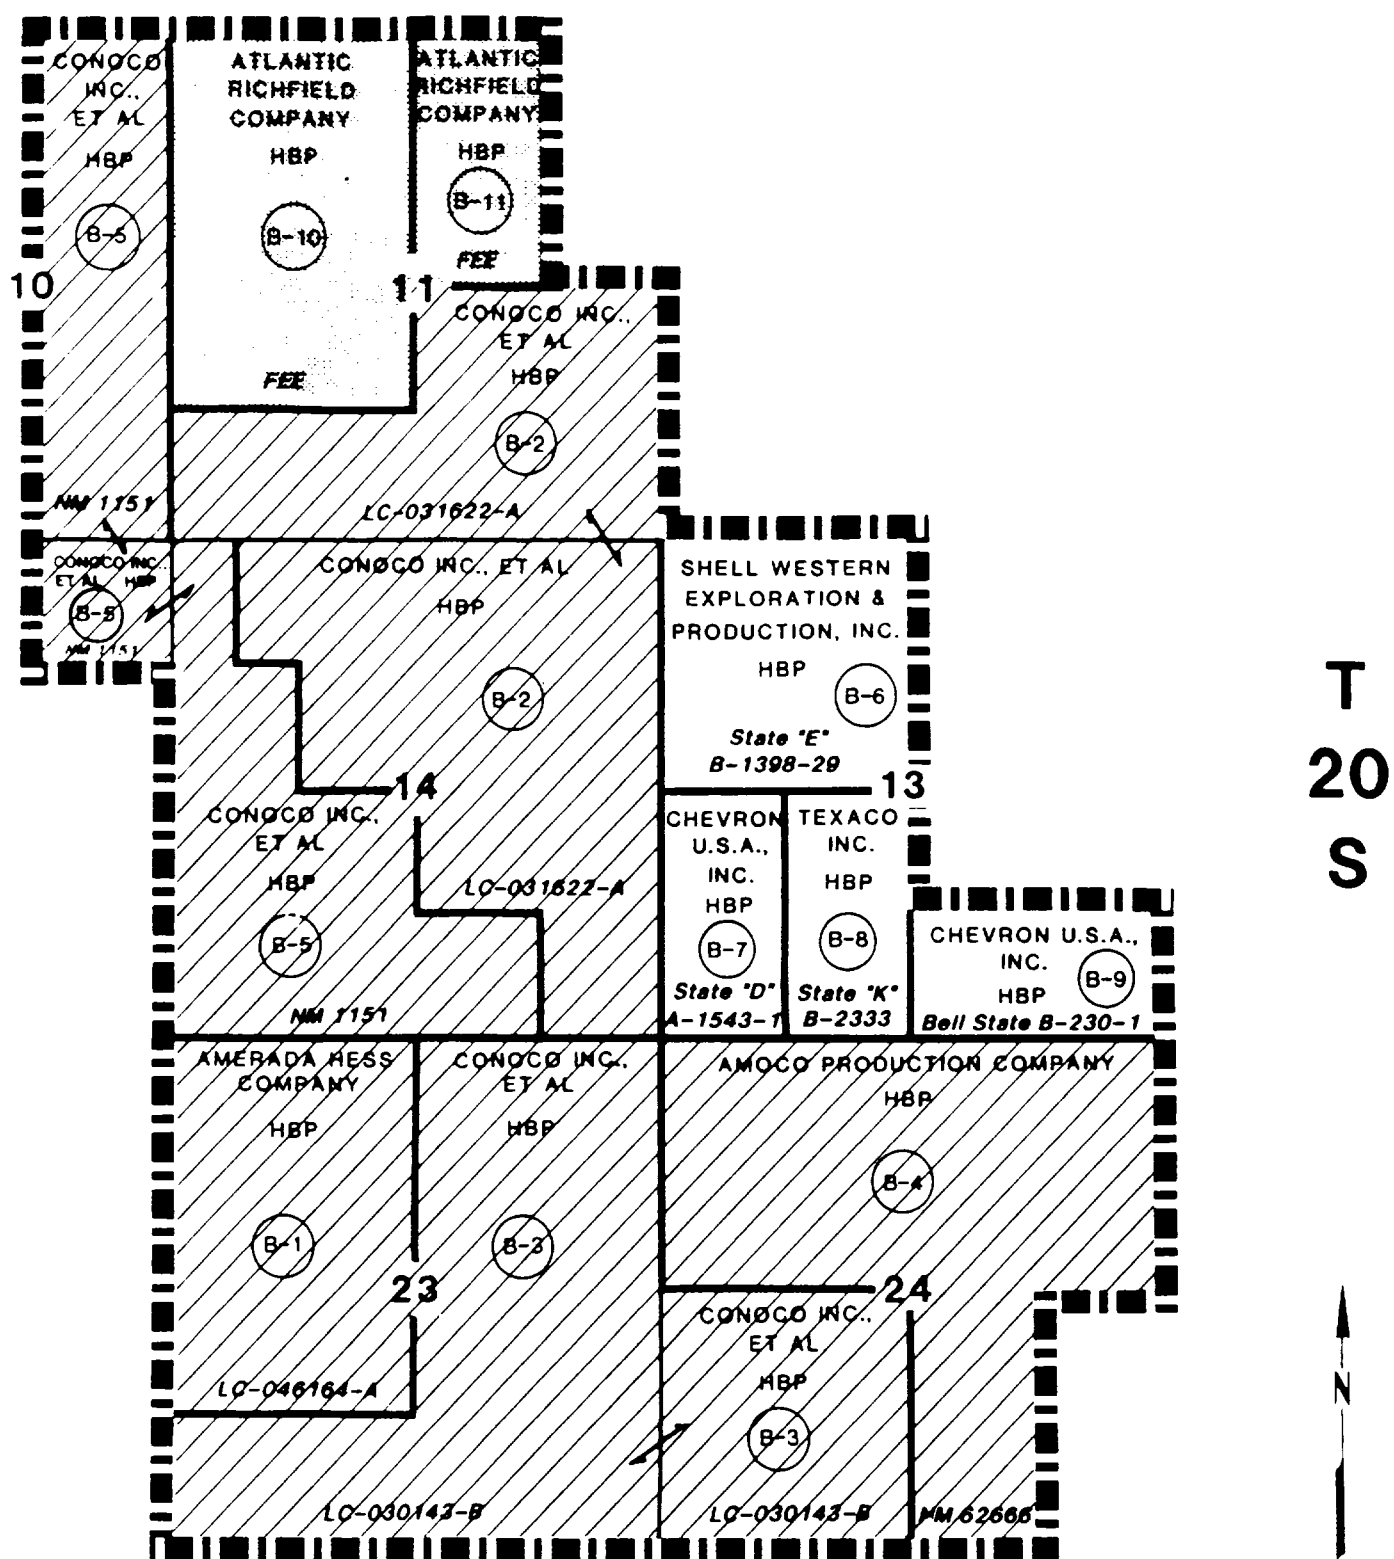 CONOCO
INC.,
ET AL
HBP
B-5
NM 1151
ATLANTIC
RICHFIELD
COMPANY
HBP
B-10
FEE
ATLANTIC
RICHFIELD
COMPANY
HBP
B-11
FEE
10
11
CONOCO INC.,
ET AL
HBP
B-2
LC-031622-A
CONOCO INC.,
ET AL HBP
B-5
NM 1151
CONOCO INC., ET AL
HBP
B-2
LC-031622-A
SHELL WESTERN
EXPLORATION &
PRODUCTION, INC.
HBP
B-6
State "E"
B-1398-29
14
13
CONOCO INC.,
ET AL
HBP
B-5
NM 1151
CHEVRON
U.S.A.,
INC.
HBP
B-7
State "D"
A-1543-1
TEXACO
INC.
HBP
B-8
State "K"
B-2333
CHEVRON U.S.A.,
INC.
HBP
B-9
Bell State B-230-1
AMERADA HESS
COMPANY
HBP
B-1
LC-046164-A
CONOCO INC.,
ET AL
HBP
B-3
LC-030143-B
AMOCO PRODUCTION COMPANY
HBP
B-4
23
24
CONOCO INC.,
ET AL
HBP
B-3
LC-030143-B
NM 62666
T
20
S
N